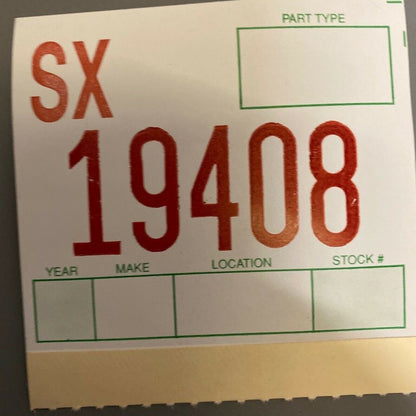 PART TYPE
SX
19408
YEAR MAKE LOCATION STOCK #